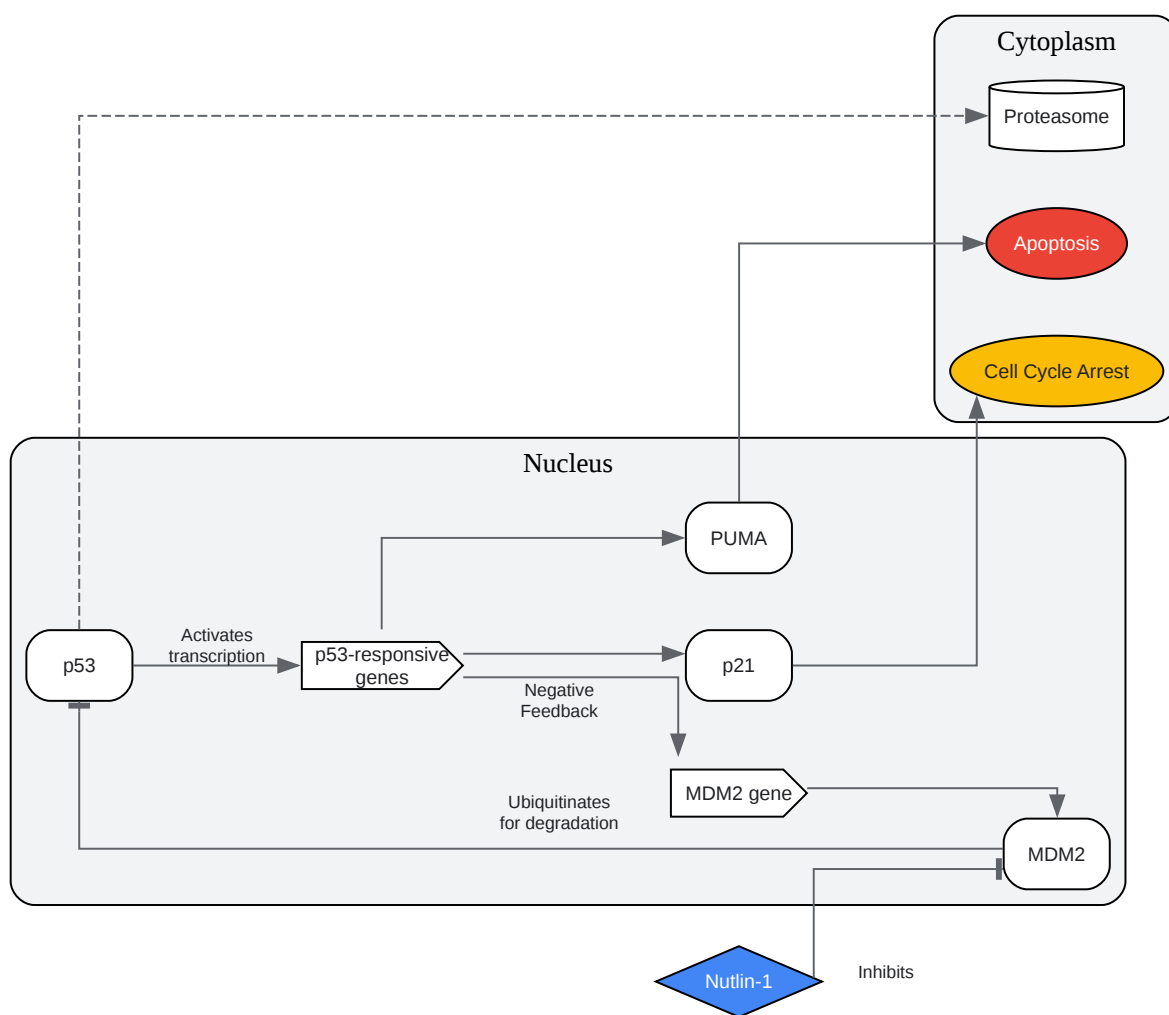 Cytoplasm
Proteasome
Apoptosis
Cell Cycle Arrest
Nucleus
PUMA
p53
Activates
transcription
p53-responsive
genes
p21
Negative
Feedback
MDM2 gene
Ubiquitinates
for degradation
MDM2
Nutlin-1
Inhibits